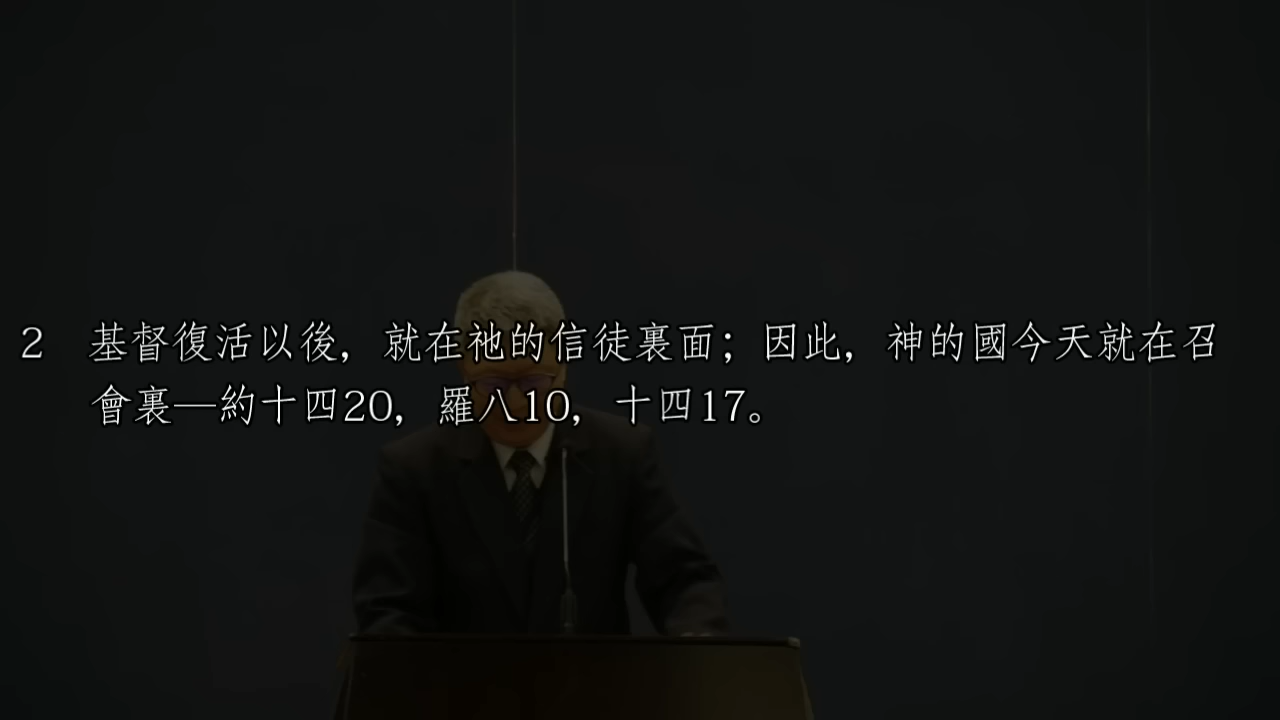 2 基督復活以後，就在祂的信徒裏面；因此，神的國今天就在召
會裏—約十四20，羅八10，十四17。